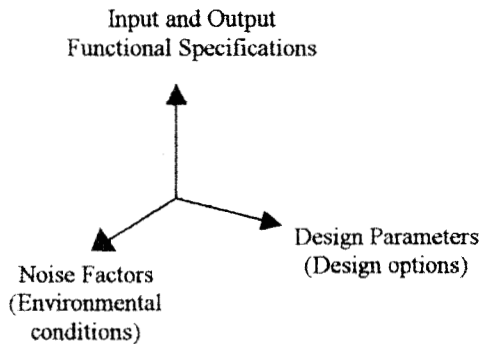 Input and Output
Functional Specifications
Design Parameters
(Design options)
Noise Factors
(Environmental
conditions)